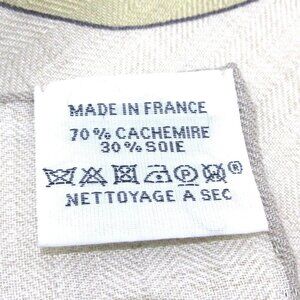 MADE IN FRANCE
70% CACHEMIRE
30% SOIE
®
NETTOYAGE A SEC